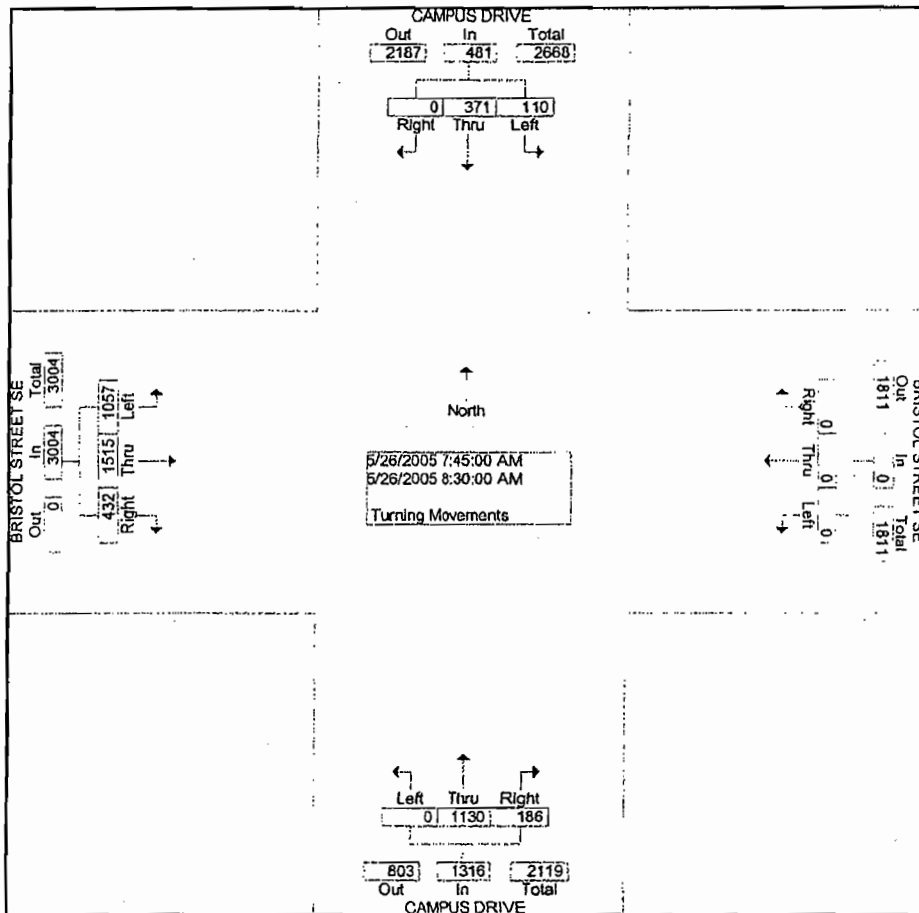 CAMPUS DRIVE
Out In Total
2187 481 2668
0 371 110
Right Thru Left
BRISTOL STREET SE
Out In Total
0 3004 3004
1057 1515 432
Left Thru Right
North
5/26/2005 7:45:00 AM
5/26/2005 8:30:00 AM
Turning Movements
0 0 0
Right Thru Left
Out In Total
1811 0 1811
BRISTOL STREET SE
Left Thru Right
0 1130 186
803 1316 2119
Out In Total
CAMPUS DRIVE